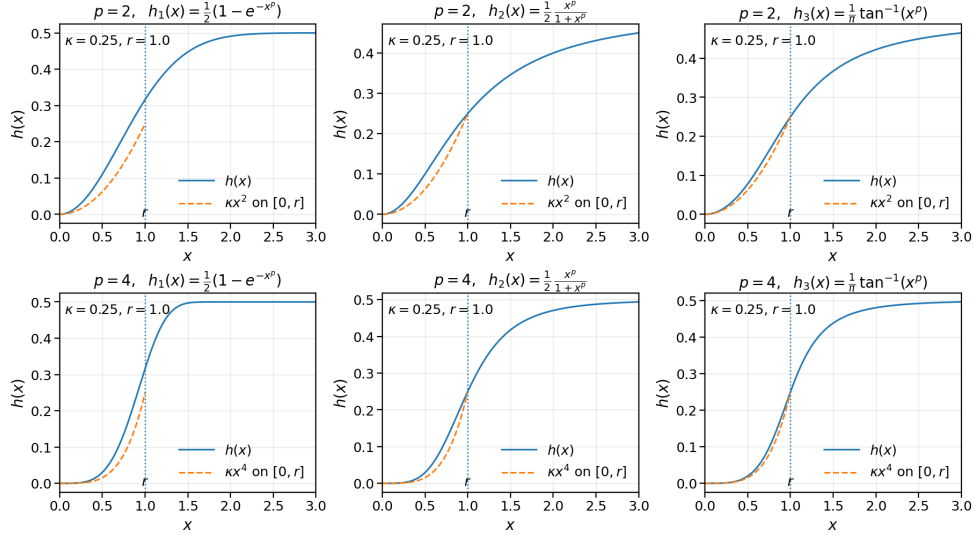 p = 2, h₁(x) = ½(1 − e^{−x^p})
κ = 0.25, r = 1.0
h(x)
0.5
0.4
0.3
0.2
0.1
0.0
h(x)
κx² on [0, r]
r
0.0 0.5 1.0 1.5 2.0 2.5 3.0
x
p = 2, h₂(x) = ½ x^p/(1+x^p)
κ = 0.25, r = 1.0
h(x)
0.4
0.3
0.2
0.1
0.0
h(x)
κx² on [0, r]
r
0.0 0.5 1.0 1.5 2.0 2.5 3.0
x
p = 2, h₃(x) = 1/π tan⁻¹(x^p)
κ = 0.25, r = 1.0
h(x)
0.4
0.3
0.2
0.1
0.0
h(x)
κx² on [0, r]
r
0.0 0.5 1.0 1.5 2.0 2.5 3.0
x
p = 4, h₁(x) = ½(1 − e^{−x^p})
κ = 0.25, r = 1.0
h(x)
0.5
0.4
0.3
0.2
0.1
0.0
h(x)
κx⁴ on [0, r]
r
0.0 0.5 1.0 1.5 2.0 2.5 3.0
x
p = 4, h₂(x) = ½ x^p/(1+x^p)
κ = 0.25, r = 1.0
h(x)
0.5
0.4
0.3
0.2
0.1
0.0
h(x)
κx⁴ on [0, r]
r
0.0 0.5 1.0 1.5 2.0 2.5 3.0
x
p = 4, h₃(x) = 1/π tan⁻¹(x^p)
κ = 0.25, r = 1.0
h(x)
0.5
0.4
0.3
0.2
0.1
0.0
h(x)
κx⁴ on [0, r]
r
0.0 0.5 1.0 1.5 2.0 2.5 3.0
x